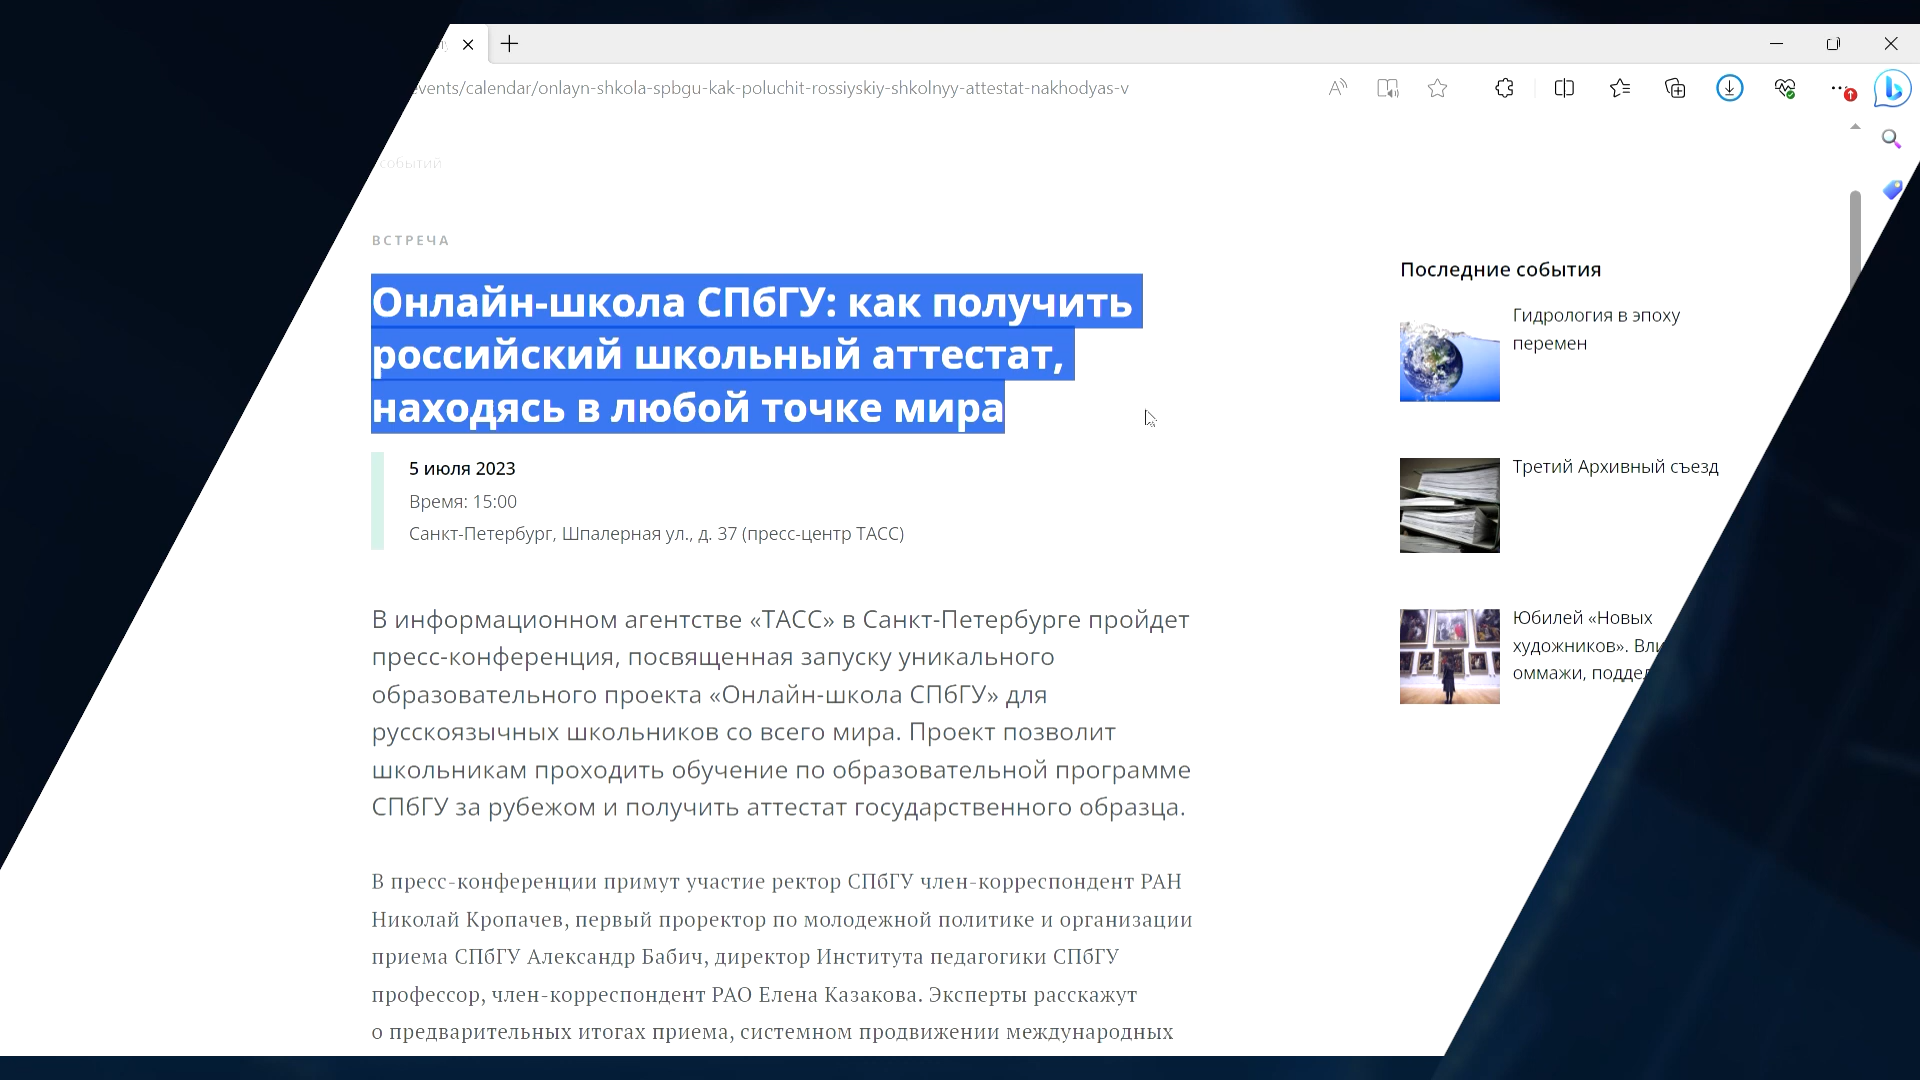 events/calendar/onlayn-shkola-spbgu-kak-poluchit-rossiyskiy-shkolnyy-attestat-nakhodyas-v
событий
ВСТРЕЧА
Онлайн-школа СПбГУ: как получить
российский школьный аттестат,
находясь в любой точке мира
5 июля 2023
Время: 15:00
Санкт-Петербург, Шпалерная ул., д. 37 (пресс-центр ТАСС)
В информационном агентстве «ТАСС» в Санкт-Петербурге пройдет
пресс-конференция, посвященная запуску уникального
образовательного проекта «Онлайн-школа СПбГУ» для
русскоязычных школьников со всего мира. Проект позволит
школьникам проходить обучение по образовательной программе
СПбГУ за рубежом и получить аттестат государственного образца.
В пресс-конференции примут участие ректор СПбГУ член-корреспондент РАН
Николай Кропачев, первый проректор по молодежной политике и организации
приема СПбГУ Александр Бабич, директор Института педагогики СПбГУ
профессор, член-корреспондент РАО Елена Казакова. Эксперты расскажут
о предварительных итогах приема, системном продвижении международных
Последние события
Гидрология в эпоху
перемен
Третий Архивный съезд
Юбилей «Новых
художников».
оммажи,